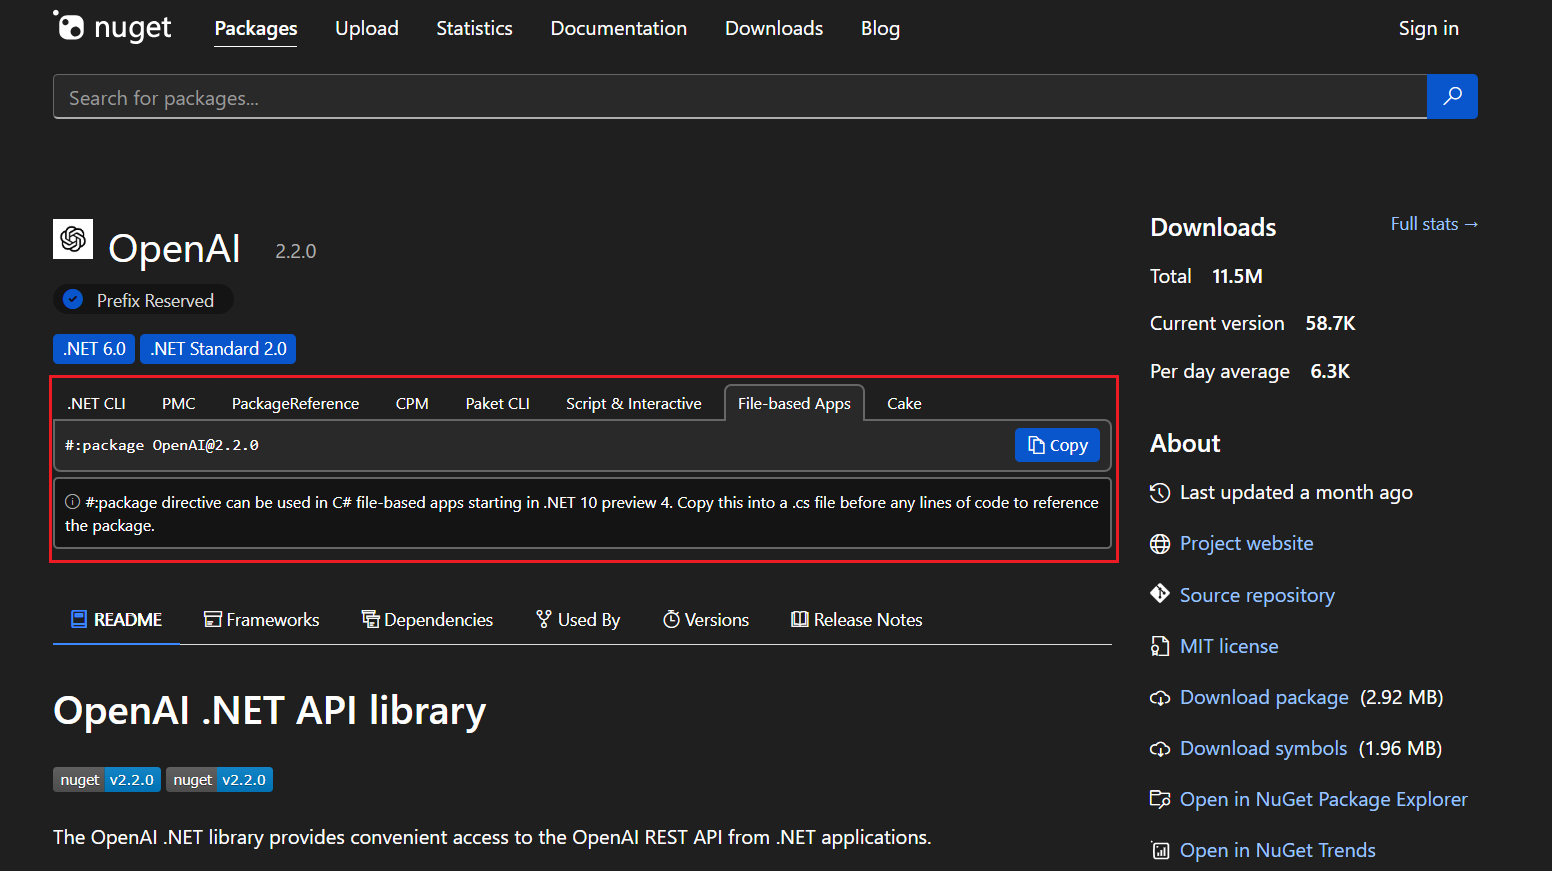 nuget Packages Upload Statistics Documentation Downloads Blog Sign in
Search for packages...
OpenAI 2.2.0
Prefix Reserved
.NET 6.0 .NET Standard 2.0
.NET CLI PMC PackageReference CPM Paket CLI Script & Interactive File-based Apps Cake
#:package OpenAI@2.2.0 Copy
#:package directive can be used in C# file-based apps starting in .NET 10 preview 4. Copy this into a .cs file before any lines of code to reference
the package.
README Frameworks Dependencies Used By Versions Release Notes
OpenAI .NET API library
nuget v2.2.0 nuget v2.2.0
The OpenAI .NET library provides convenient access to the OpenAI REST API from .NET applications.
Downloads Full stats →
Total 11.5M
Current version 58.7K
Per day average 6.3K
About
Last updated a month ago
Project website
Source repository
MIT license
Download package (2.92 MB)
Download symbols (1.96 MB)
Open in NuGet Package Explorer
Open in NuGet Trends